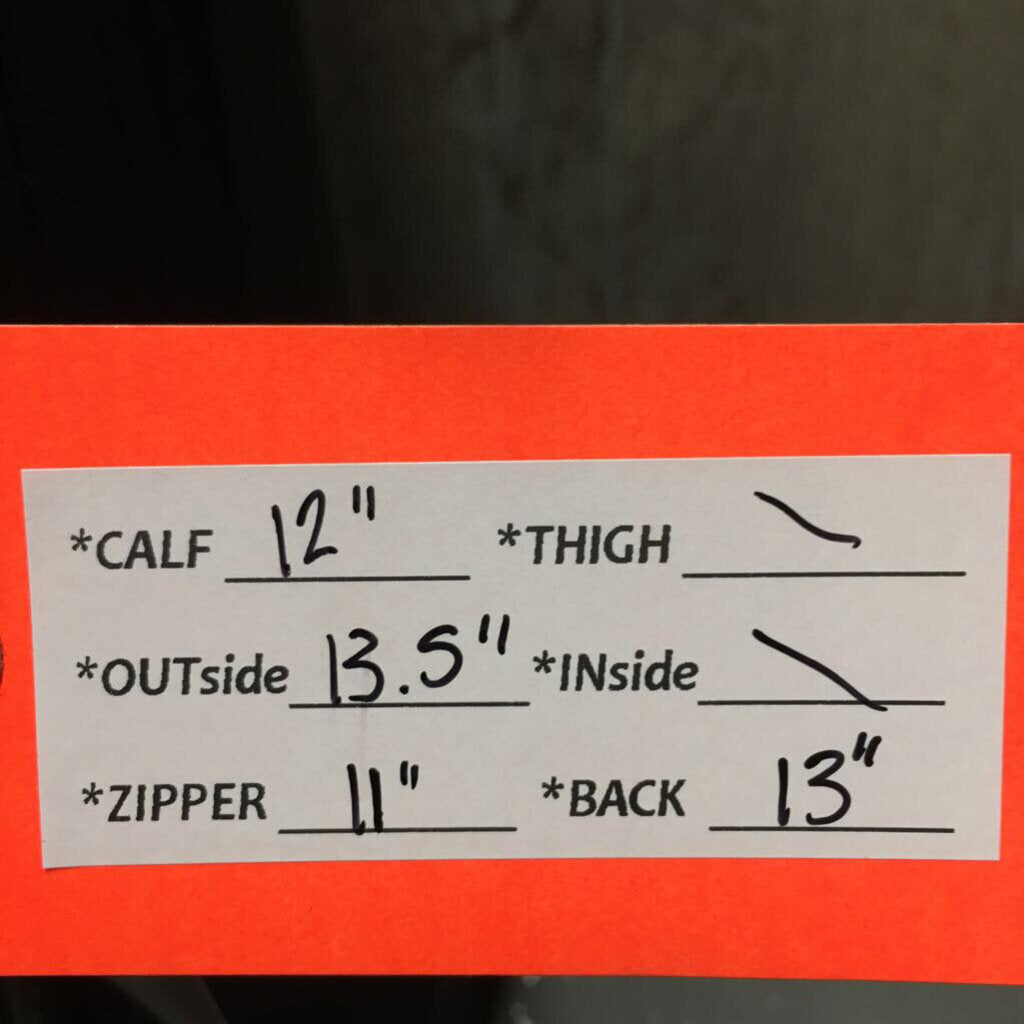 *CALF 12" *THIGH
*OUTside 13.5" *INside
*ZIPPER 11" *BACK 13"